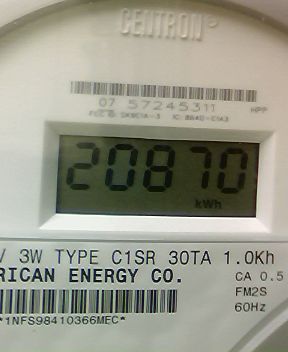 CENTRON®
07 57245311 HPP
20870
kWh
V 3W TYPE C1SR 30TA 1.0Kh
RICAN ENERGY CO. CA 0.5
FM2S
60Hz
*1NFS98410366MEC*